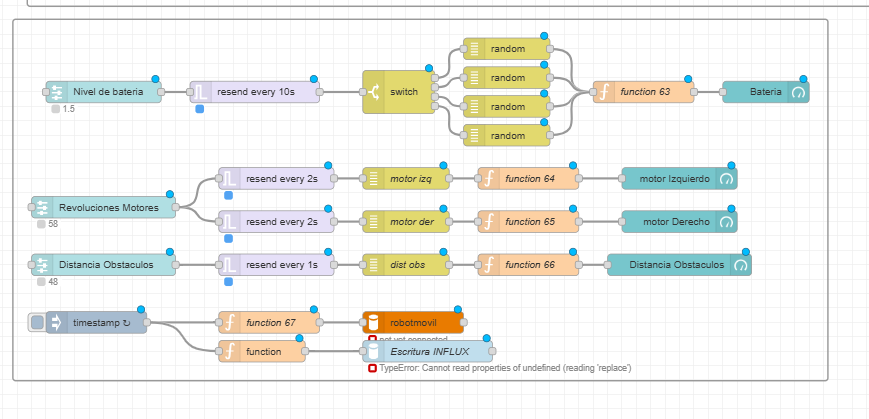 random
Nivel de bateria
resend every 10s
switch
random
function 63
Bateria
1.5
random
random
resend every 2s
motor izq
function 64
motor Izquierdo
Revoluciones Motores
58
resend every 2s
motor der
function 65
motor Derecho
Distancia Obstaculos
resend every 1s
dist obs
function 66
Distancia Obstaculos
48
timestamp ↻
function 67
robotmovil
not yet connected
function
Escritura INFLUX
TypeError: Cannot read properties of undefined (reading 'replace')